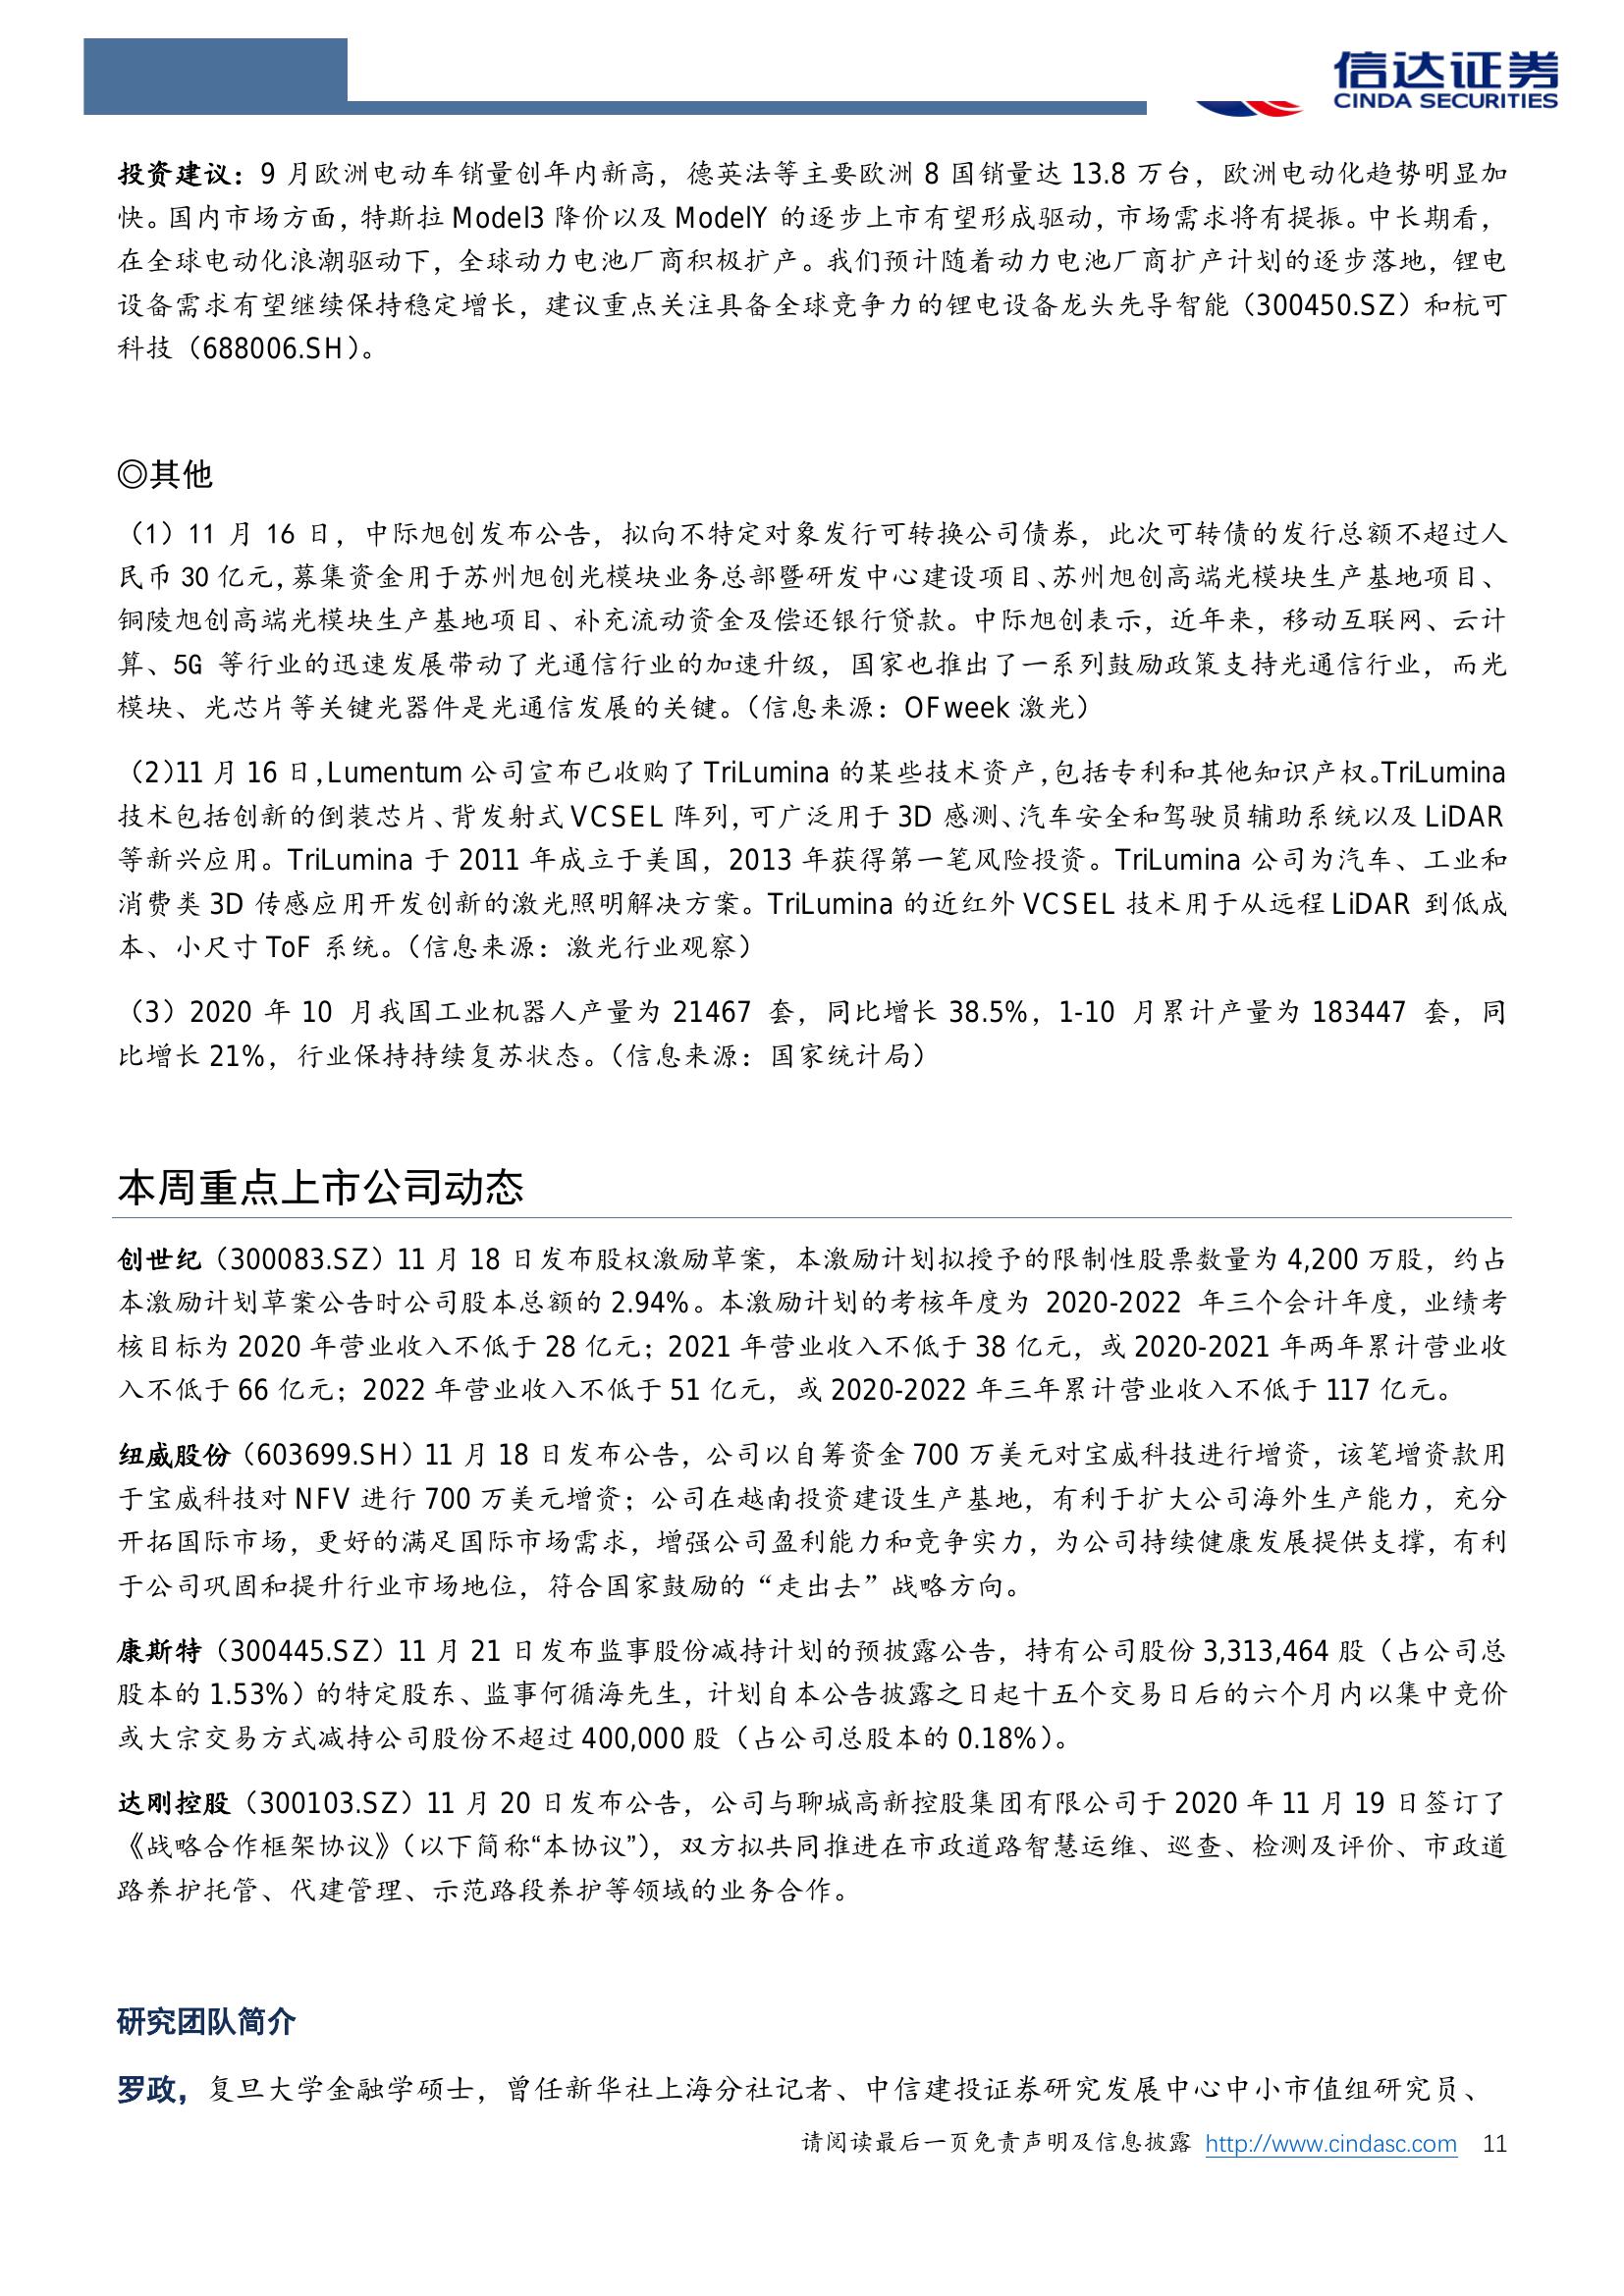 信达证券
CINDA SECURITIES
投资建议：9 月欧洲电动车销量创年内新高，德英法等主要欧洲 8 国销量达 13.8 万台，欧洲电动化趋势明显加
快。国内市场方面，特斯拉 Model3 降价以及 ModelY 的逐步上市有望形成驱动，市场需求将有提振。中长期看，
在全球电动化浪潮驱动下，全球动力电池厂商积极扩产。我们预计随着动力电池厂商扩产计划的逐步落地，锂电
设备需求有望继续保持稳定增长，建议重点关注具备全球竞争力的锂电设备龙头先导智能（300450.SZ）和杭可
科技（688006.SH）。
◎其他
（1）11 月 16 日，中际旭创发布公告，拟向不特定对象发行可转换公司债券，此次可转债的发行总额不超过人
民币 30 亿元，募集资金用于苏州旭创光模块业务总部暨研发中心建设项目、苏州旭创高端光模块生产基地项目、
铜陵旭创高端光模块生产基地项目、补充流动资金及偿还银行贷款。中际旭创表示，近年来，移动互联网、云计
算、5G 等行业的迅速发展带动了光通信行业的加速升级，国家也推出了一系列鼓励政策支持光通信行业，而光
模块、光芯片等关键光器件是光通信发展的关键。（信息来源：OFweek 激光）
（2）11 月 16 日，Lumentum 公司宣布已收购了 TriLumina 的某些技术资产，包括专利和其他知识产权。TriLumina
技术包括创新的倒装芯片、背发射式 VCSEL 阵列，可广泛用于 3D 感测、汽车安全和驾驶员辅助系统以及 LiDAR
等新兴应用。TriLumina 于 2011 年成立于美国，2013 年获得第一笔风险投资。TriLumina 公司为汽车、工业和
消费类 3D 传感应用开发创新的激光照明解决方案。TriLumina 的近红外 VCSEL 技术用于从远程 LiDAR 到低成
本、小尺寸 ToF 系统。（信息来源：激光行业观察）
（3）2020 年 10 月我国工业机器人产量为 21467 套，同比增长 38.5%，1-10 月累计产量为 183447 套，同
比增长 21%，行业保持持续复苏状态。（信息来源：国家统计局）
本周重点上市公司动态
创世纪（300083.SZ）11 月 18 日发布股权激励草案，本激励计划拟授予的限制性股票数量为 4,200 万股，约占
本激励计划草案公告时公司股本总额的 2.94%。本激励计划的考核年度为 2020-2022 年三个会计年度，业绩考
核目标为 2020 年营业收入不低于 28 亿元；2021 年营业收入不低于 38 亿元，或 2020-2021 年两年累计营业收
入不低于 66 亿元；2022 年营业收入不低于 51 亿元，或 2020-2022 年三年累计营业收入不低于 117 亿元。
纽威股份（603699.SH）11 月 18 日发布公告，公司以自筹资金 700 万美元对宝威科技进行增资，该笔增资款用
于宝威科技对 NFV 进行 700 万美元增资；公司在越南投资建设生产基地，有利于扩大公司海外生产能力，充分
开拓国际市场，更好的满足国际市场需求，增强公司盈利能力和竞争实力，为公司持续健康发展提供支撑，有利
于公司巩固和提升行业市场地位，符合国家鼓励的“走出去”战略方向。
康斯特（300445.SZ）11 月 21 日发布监事股份减持计划的预披露公告，持有公司股份 3,313,464 股（占公司总
股本的 1.53%）的特定股东、监事何循海先生，计划自本公告披露之日起十五个交易日后的六个月内以集中竞价
或大宗交易方式减持公司股份不超过 400,000 股（占公司总股本的 0.18%）。
达刚控股（300103.SZ）11 月 20 日发布公告，公司与聊城高新控股集团有限公司于 2020 年 11 月 19 日签订了
《战略合作框架协议》（以下简称“本协议”），双方拟共同推进在市政道路智慧运维、巡查、检测及评价、市政道
路养护托管、代建管理、示范路段养护等领域的业务合作。
研究团队简介
罗政，复旦大学金融学硕士，曾任新华社上海分社记者、中信建投证券研究发展中心中小市值组研究员、
请阅读最后一页免责声明及信息披露 http://www.cindasc.com 11